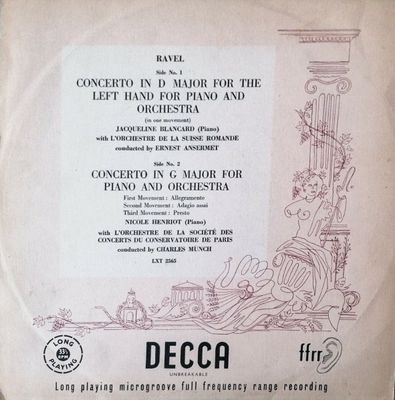 RAVEL
Side No. 1
CONCERTO IN D MAJOR FOR THE
LEFT HAND FOR PIANO AND
ORCHESTRA
(in one movement)
JACQUELINE BLANCARD (Piano)
with L'ORCHESTRE DE LA SUISSE ROMANDE
conducted by ERNEST ANSERMET
Side No. 2
CONCERTO IN G MAJOR FOR
PIANO AND ORCHESTRA
First Movement : Allegramente
Second Movement : Adagio assai
Third Movement : Presto
NICOLE HENRIOT (Piano)
with L'ORCHESTRE DE LA SOCIÉTÉ DES
CONCERTS DU CONSERVATOIRE DE PARIS
conducted by CHARLES MUNCH
LXT 2565
LONG
33⅓
RPM
PLAYING
DECCA
UNBREAKABLE
ffrr
Long playing microgroove full frequency range recording